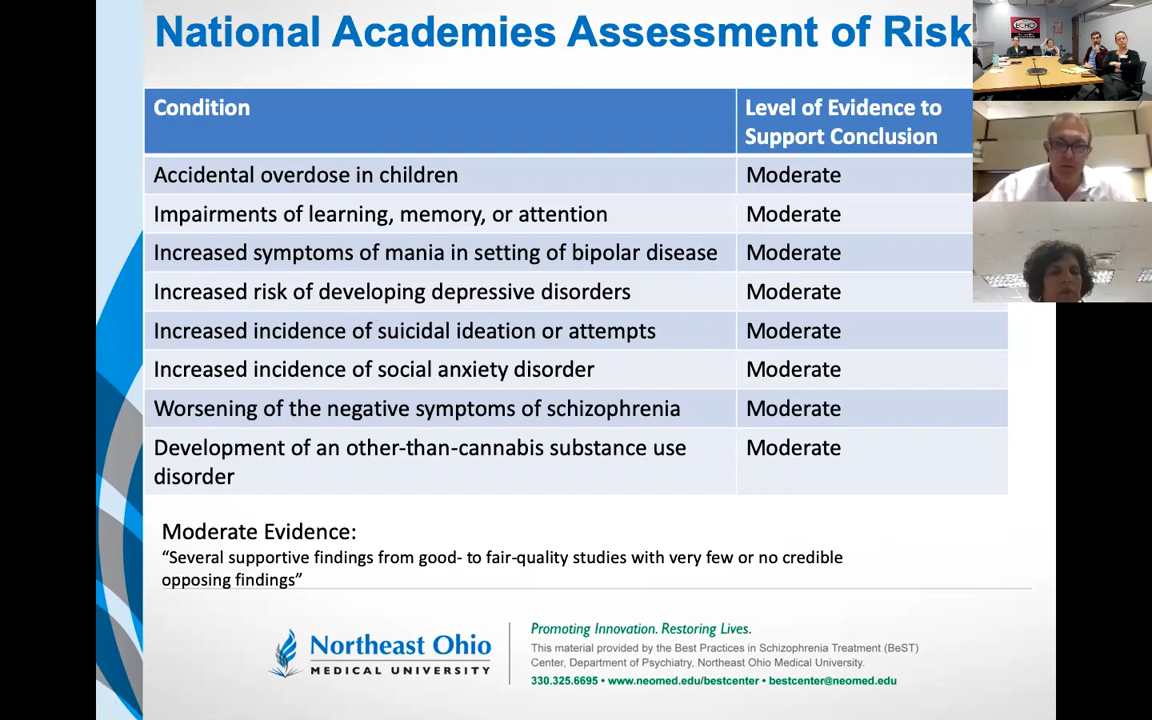 National Academies Assessment of Risk
Condition
Level of Evidence to
Support Conclusion
Accidental overdose in children
Moderate
Impairments of learning, memory, or attention
Moderate
Increased symptoms of mania in setting of bipolar disease
Moderate
Increased risk of developing depressive disorders
Moderate
Increased incidence of suicidal ideation or attempts
Moderate
Increased incidence of social anxiety disorder
Moderate
Worsening of the negative symptoms of schizophrenia
Moderate
Development of an other-than-cannabis substance use
disorder
Moderate
Moderate Evidence:
“Several supportive findings from good- to fair-quality studies with very few or no credible
opposing findings”
Northeast Ohio
MEDICAL UNIVERSITY
Promoting Innovation. Restoring Lives.
This material provided by the Best Practices in Schizophrenia Treatment (BeST)
Center, Department of Psychiatry, Northeast Ohio Medical University.
330.325.6695 • www.neomed.edu/bestcenter • bestcenter@neomed.edu
ECHO